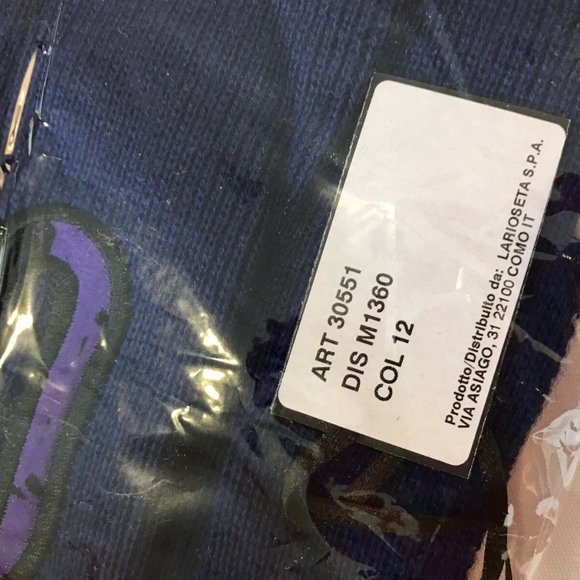 ART 30551
DIS M1360
COL 12
Prodotto/Distribuito da: LARIOSETA S.P.A.
VIA ASIAGO, 31 22100 COMO IT